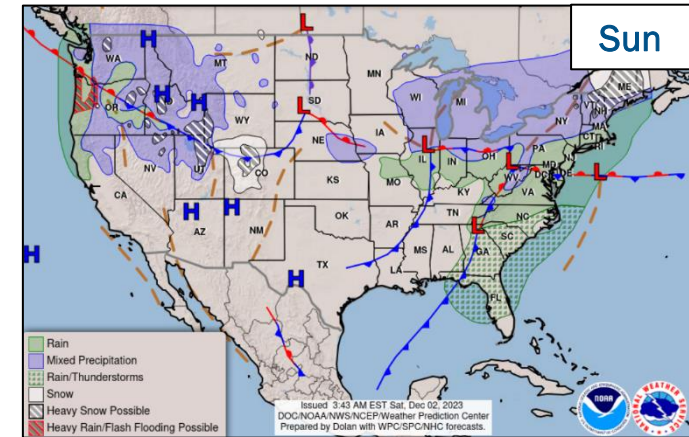 Sun
L
H
WA
MT
ND
MN
OR
ID
H
H
L
SD
WI
MI
ME
VT
NH
NY
MA
CT
RI
WY
NE
IA
L
IL
IN
OH
L
PA
NJ
MD
DE
DC
L
NV
UT
CO
CA
KS
MO
KY
WV
VA
H
H
AZ
NM
OK
AR
TN
NC
L
SC
H
TX
LA
MS
AL
GA
H
FL
Rain
Mixed Precipitation
Rain/Thunderstorms
Snow
Heavy Snow Possible
Heavy Rain/Flash Flooding Possible
Issued 3:43 AM EST Sat, Dec 02, 2023
DOC/NOAA/NWS/NCEP/Weather Prediction Center
Prepared by Dolan with WPC/SPC/NHC forecasts.
NOAA
NATIONAL WEATHER SERVICE